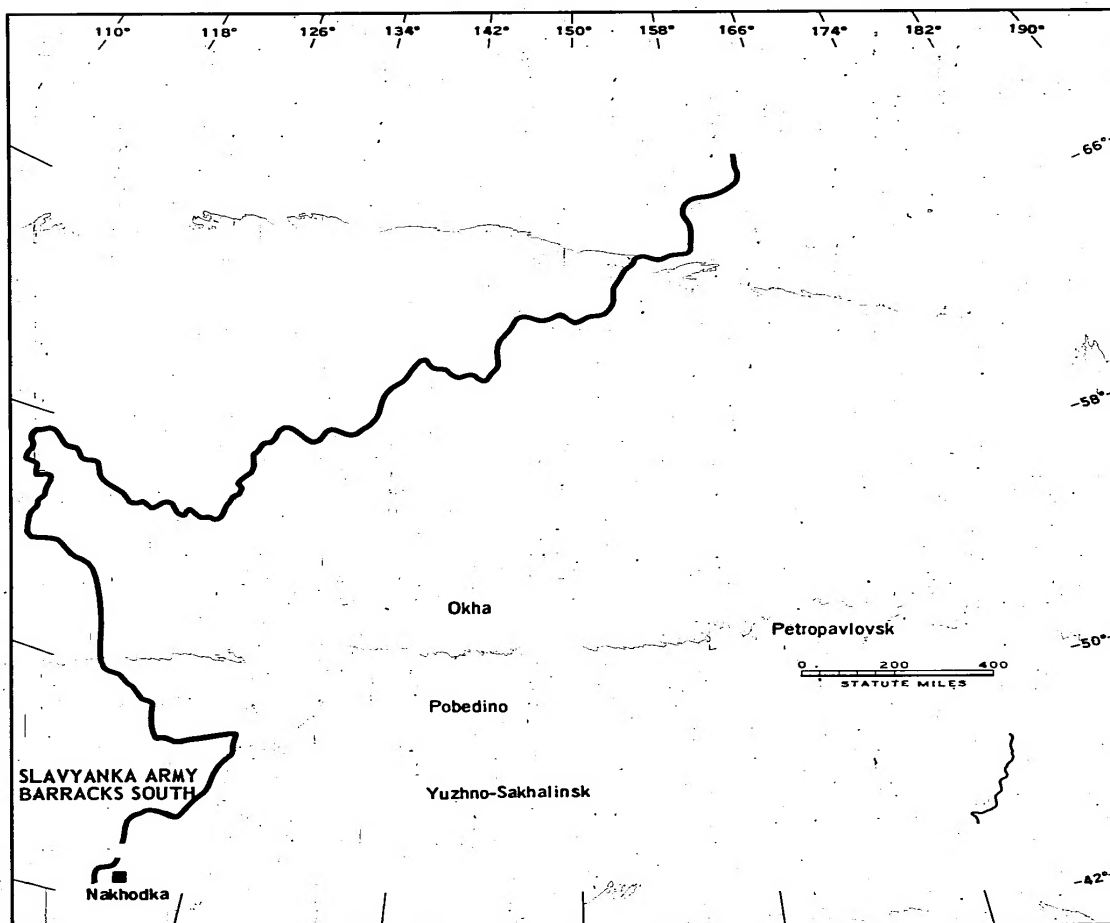 110° 118° 126° 134° 142° 150° 158° 166° 174° 182° 190°
-66°
-58°
Okha
Petropavlovsk
-50°
0 200 400
STATUTE MILES
Pobedino
SLAVYANKA ARMY
BARRACKS SOUTH
Yuzhno-Sakhalinsk
-42°
Nakhodka